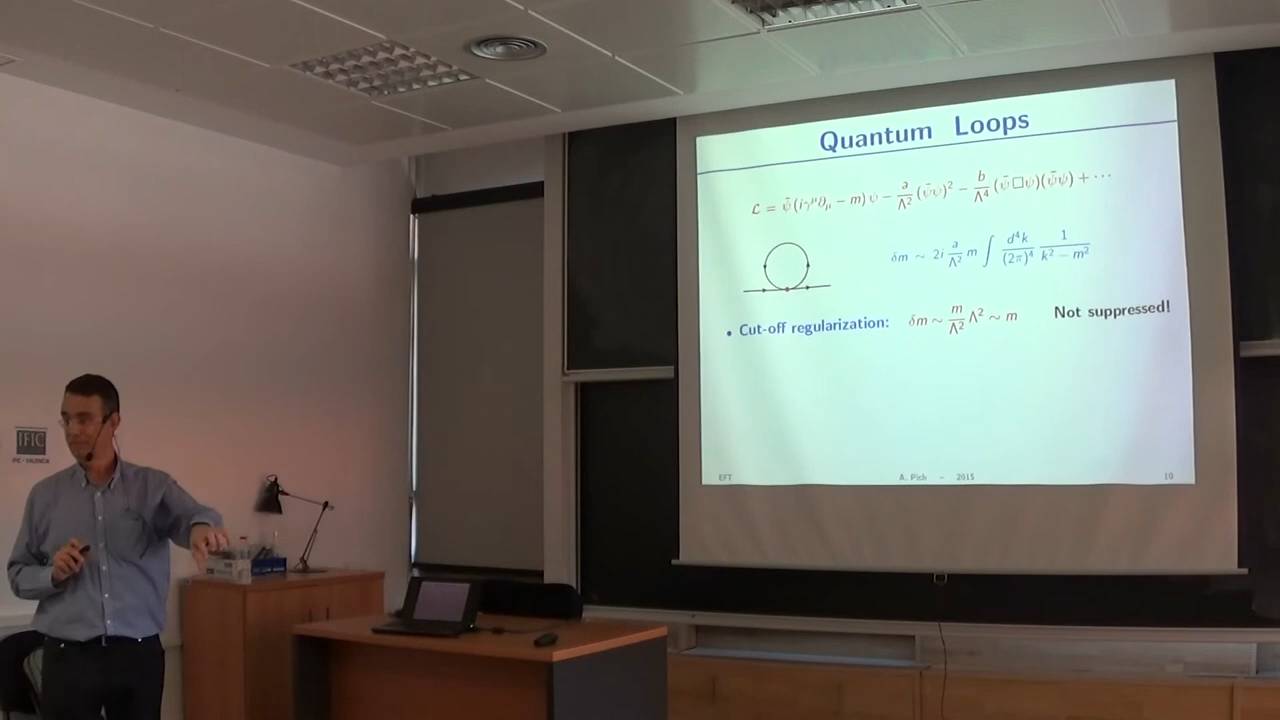 Quantum Loops
ℒ = ψ̄ (iγ^μ ∂_μ − m) ψ − a/Λ² (ψ̄ψ)² − b/Λ⁴ (ψ̄ □ψ)(ψ̄ψ) + ⋯
δm ∼ 2i a/Λ² m ∫ d⁴k/(2π)⁴ 1/(k² − m²)
• Cut-off regularization: δm ∼ m/Λ² Λ² ∼ m Not suppressed!
EFT A. Pich – 2015 10
IFIC